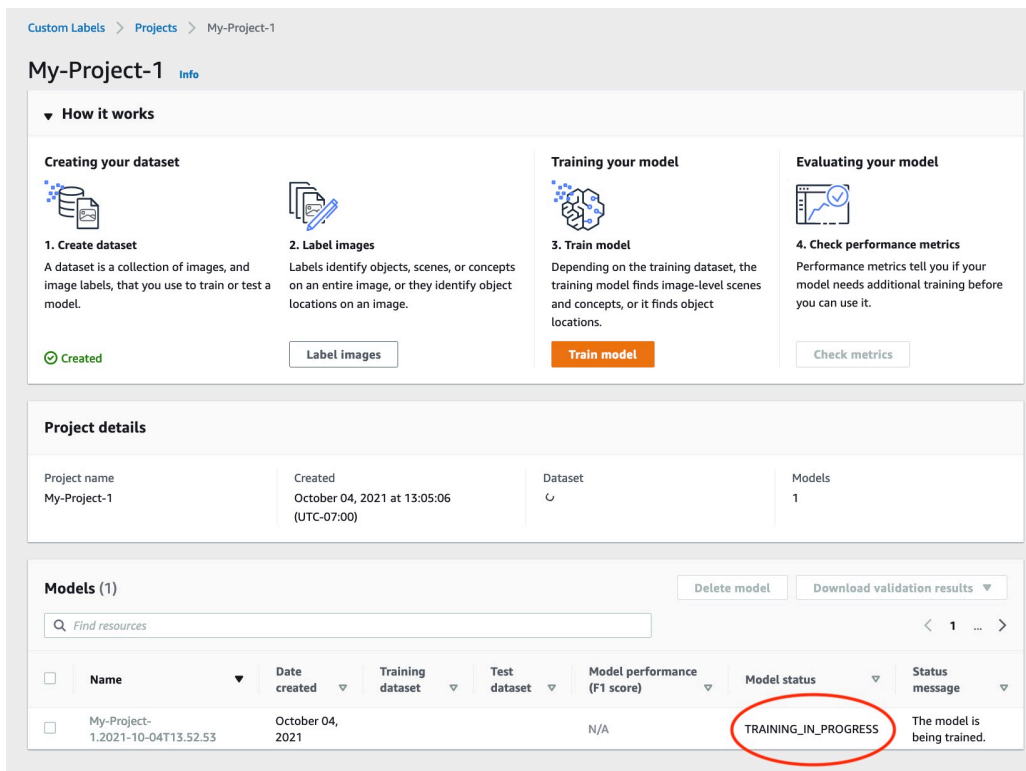 Custom Labels > Projects > My-Project-1
My-Project-1 Info
How it works
Creating your dataset
1. Create dataset
A dataset is a collection of images, and
image labels, that you use to train or test a
model.
Created
2. Label images
Labels identify objects, scenes, or concepts
on an entire image, or they identify object
locations on an image.
Label images
Training your model
3. Train model
Depending on the training dataset, the
training model finds image-level scenes
and concepts, or it finds object
locations.
Train model
Evaluating your model
4. Check performance metrics
Performance metrics tell you if your
model needs additional training before
you can use it.
Check metrics
Project details
Project name
My-Project-1
Created
October 04, 2021 at 13:05:06
(UTC-07:00)
Dataset
Models
1
Models (1)
Delete model
Download validation results
Find resources
< 1 ... >
Name
Date
created
Training
dataset
Test
dataset
Model performance
(F1 score)
Model status
Status
message
My-Project-
1.2021-10-04T13.52.53
October 04,
2021
N/A
TRAINING_IN_PROGRESS
The model is
being trained.